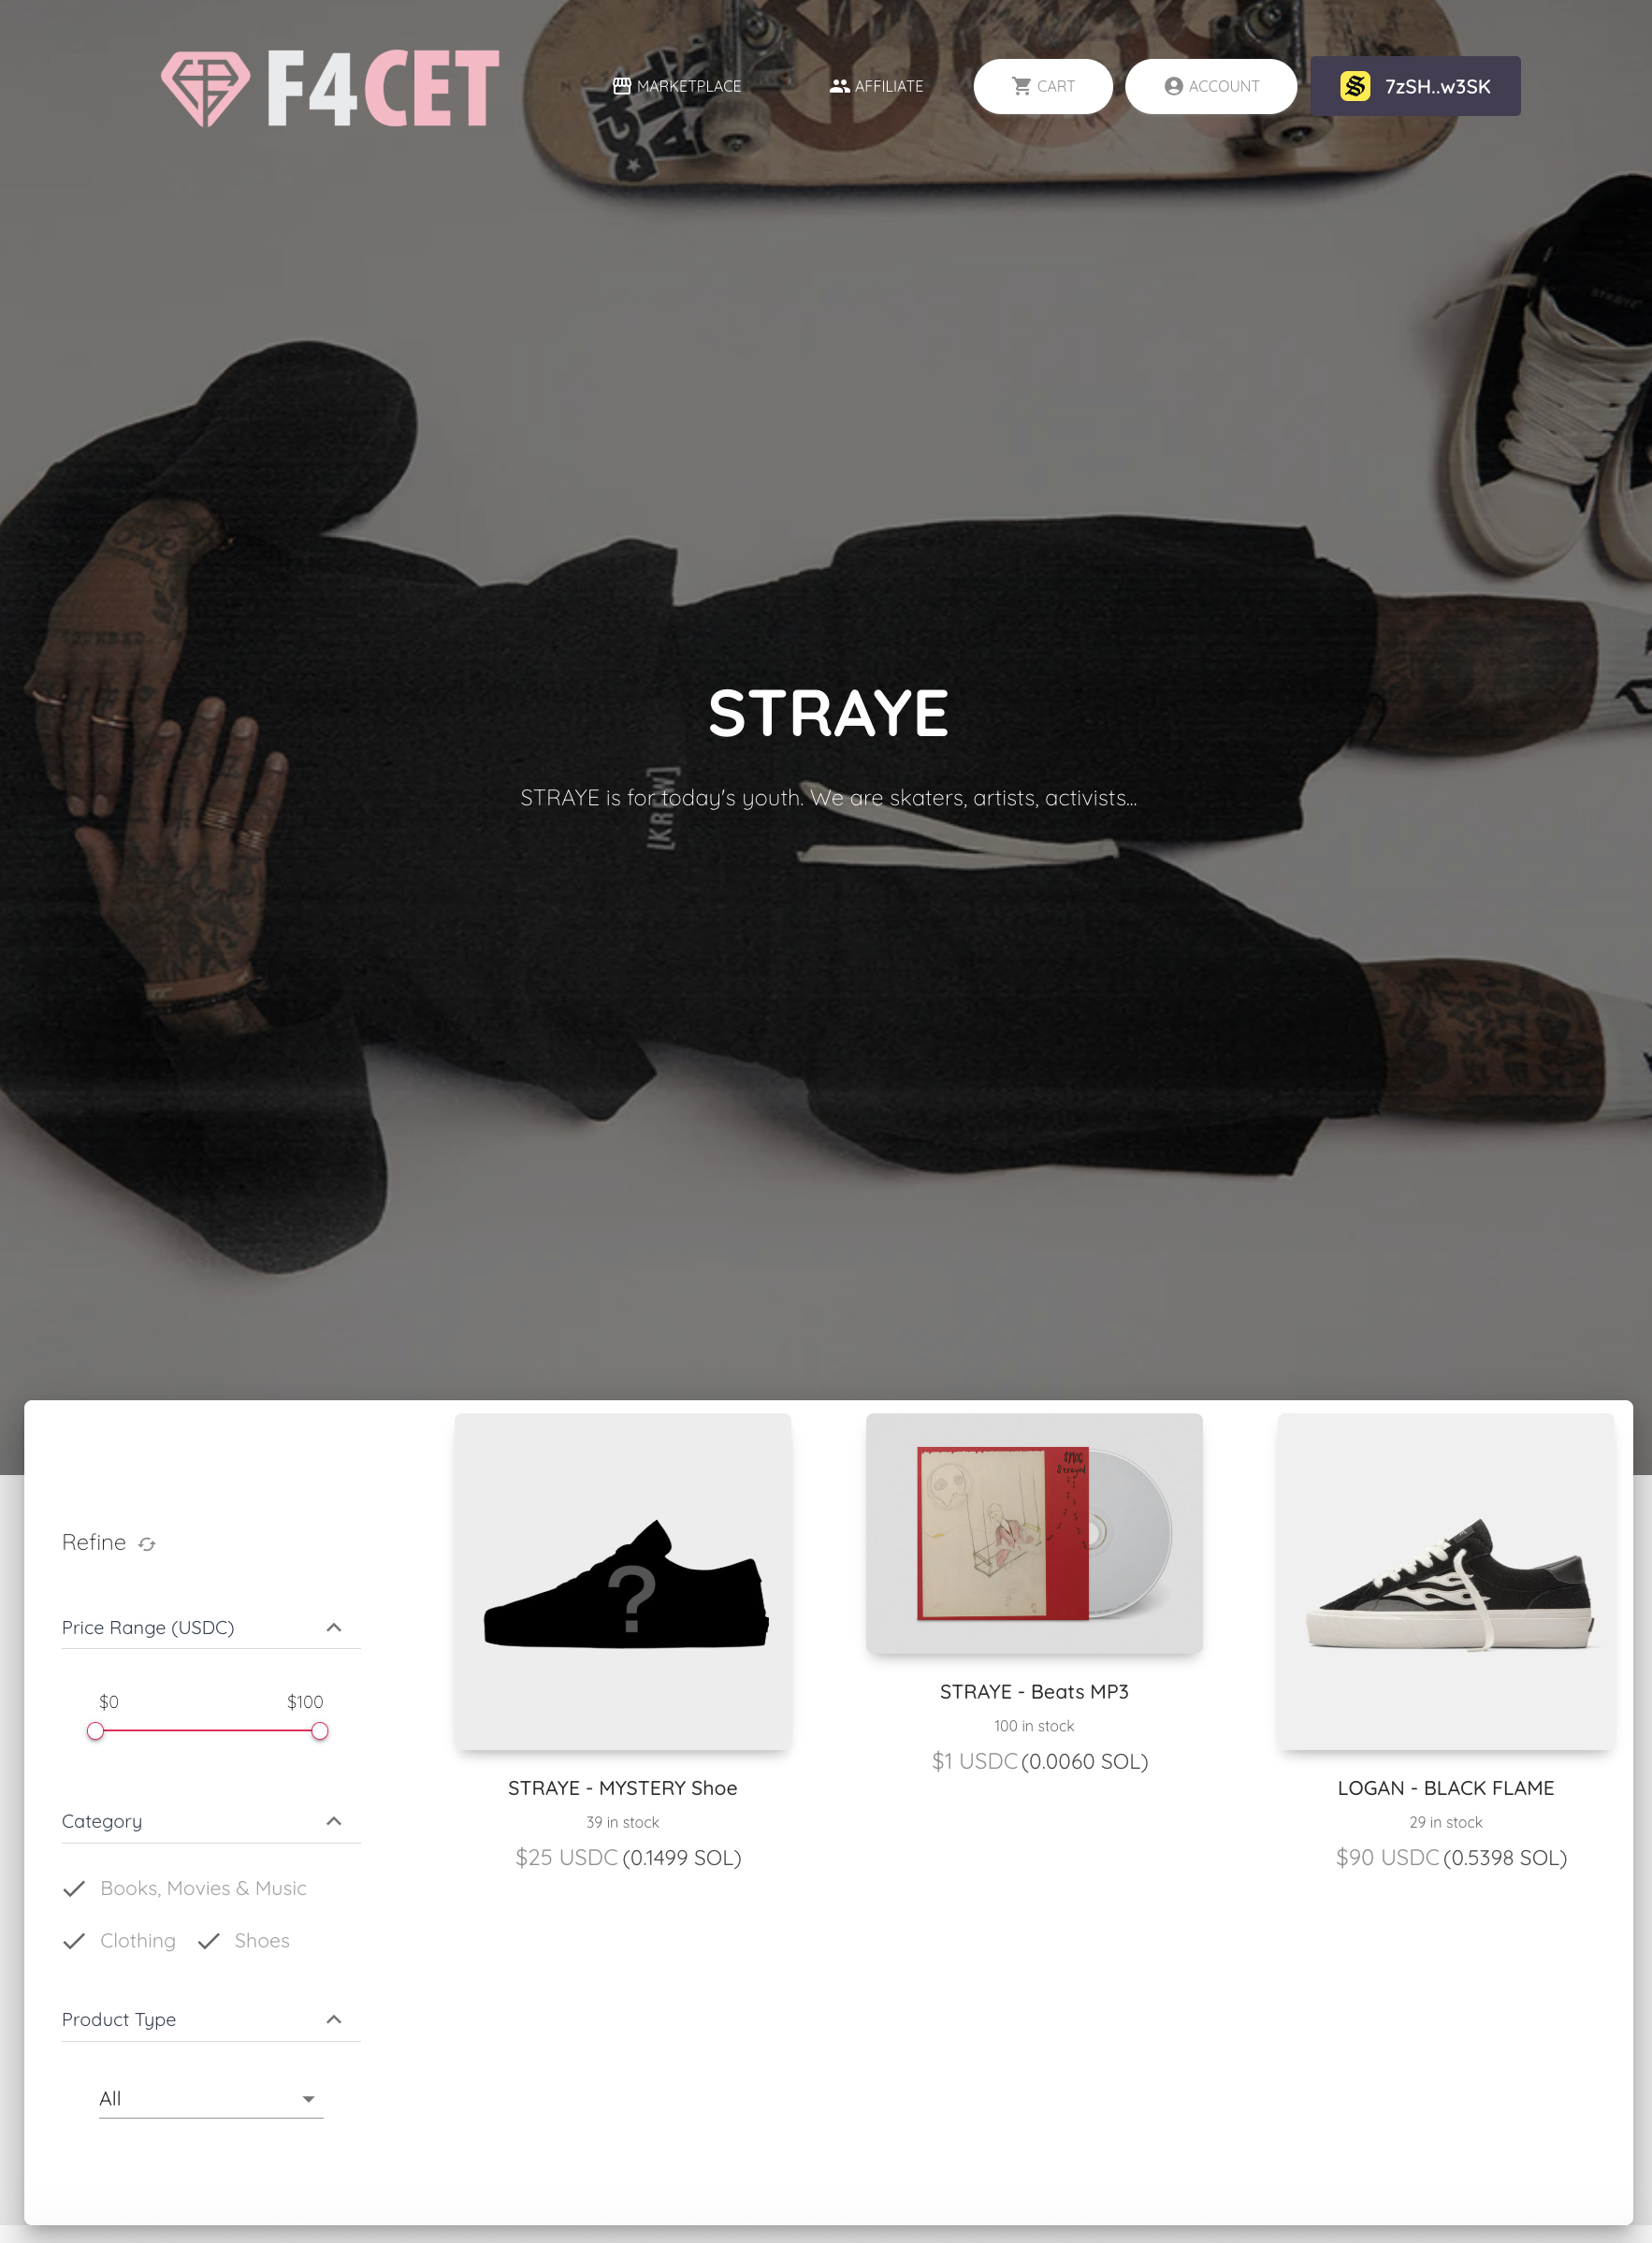 F4CET
MARKETPLACE
AFFILIATE
CART
ACCOUNT
7zSH..w3SK
STRAYE
STRAYE is for today's youth. We are skaters, artists, activists...
[KREW]
Refine
Price Range (USDC)
$0 $100
Category
Books, Movies & Music
Clothing Shoes
Product Type
All
?
STRAYE - MYSTERY Shoe
39 in stock
$25 USDC (0.1499 SOL)
SMOG
Strayed
STRAYE - Beats MP3
100 in stock
$1 USDC (0.0060 SOL)
LOGAN - BLACK FLAME
29 in stock
$90 USDC (0.5398 SOL)